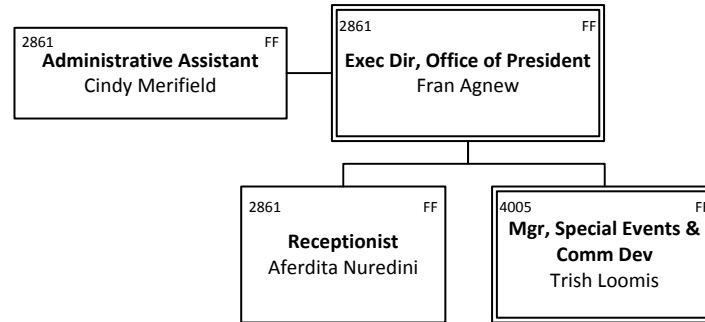 2861 FF
Administrative Assistant
Cindy Merifield
2861 FF
Exec Dir, Office of President
Fran Agnew
2861 FF
Receptionist
Aferdita Nuredini
4005
Mgr, Special Events &
Comm Dev
Trish Loomis